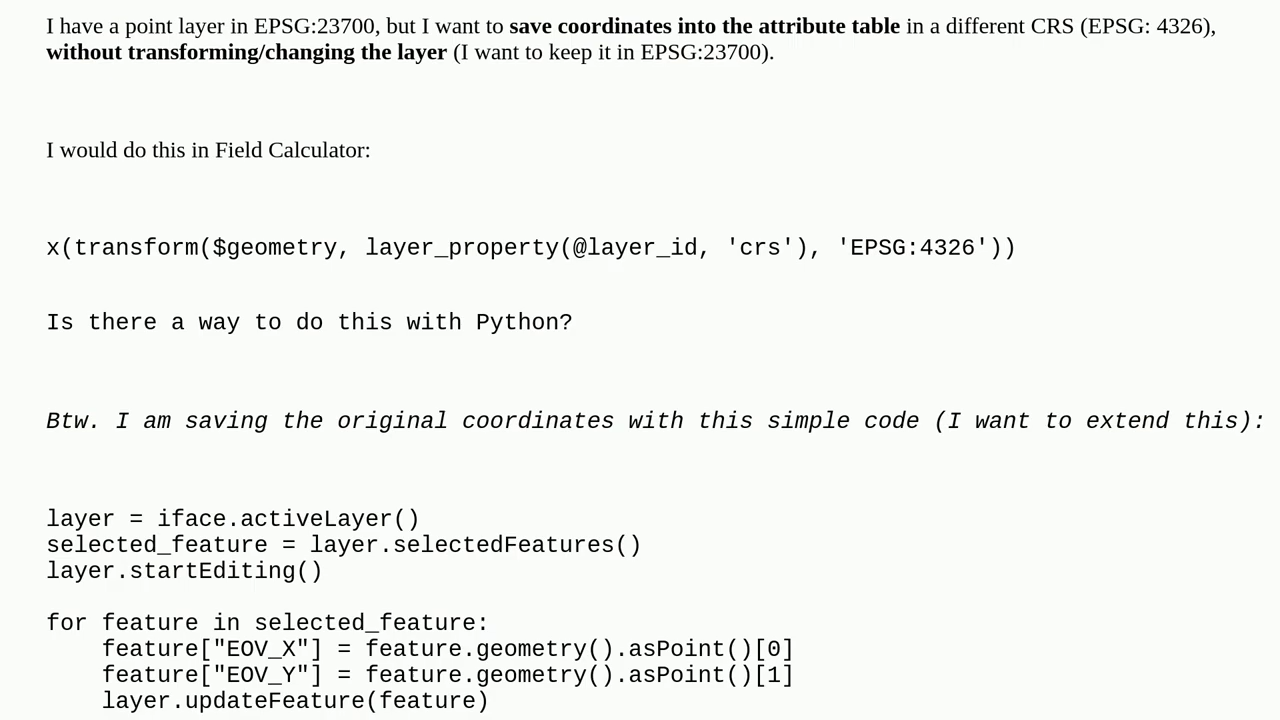 I have a point layer in EPSG:23700, but I want to save coordinates into the attribute table in a different CRS (EPSG: 4326),
without transforming/changing the layer (I want to keep it in EPSG:23700).
I would do this in Field Calculator:
x(transform($geometry, layer_property(@layer_id, 'crs'), 'EPSG:4326'))
Is there a way to do this with Python?
Btw. I am saving the original coordinates with this simple code (I want to extend this):
layer = iface.activeLayer()
selected_feature = layer.selectedFeatures()
layer.startEditing()
for feature in selected_feature:
    feature["EOV_X"] = feature.geometry().asPoint()[0]
    feature["EOV_Y"] = feature.geometry().asPoint()[1]
    layer.updateFeature(feature)